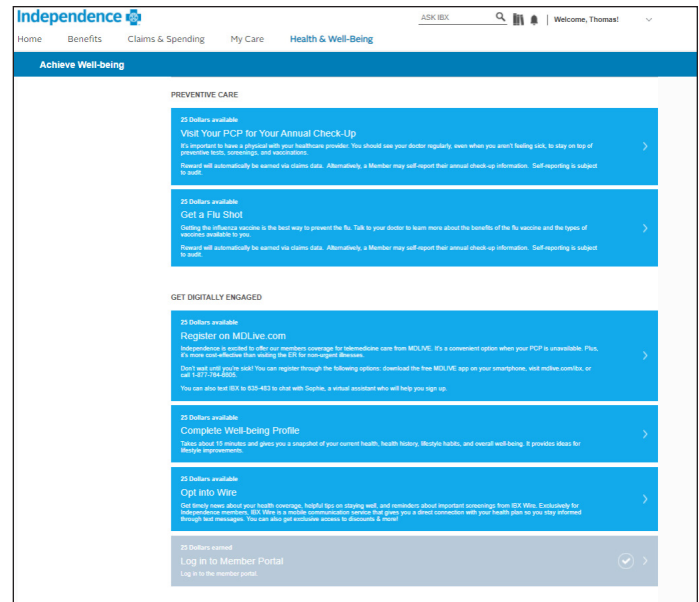 Independence
ASK IBX
Welcome, Thomas!
Home Benefits Claims & Spending My Care Health & Well-Being
Achieve Well-being
PREVENTIVE CARE
25 Dollars available
Visit Your PCP for Your Annual Check-Up
It's important to have a physical with your healthcare provider. You should see your doctor regularly, even when you aren't feeling sick, to stay on top of
preventive tests, screenings, and vaccinations.
Reward will automatically be earned via claims data. Alternatively, a Member may self-report their annual check-up information. Self-reporting is subject
to audit.
25 Dollars available
Get a Flu Shot
Getting the influenza vaccine is the best way to prevent the flu. Talk to your doctor to learn more about the benefits of the flu vaccine and the types of
vaccines available to you.
Reward will automatically be earned via claims data. Alternatively, a Member may self-report their annual check-up information. Self-reporting is subject
to audit.
GET DIGITALLY ENGAGED
25 Dollars available
Register on MDLive.com
Independence is excited to offer our members coverage for telemedicine care from MDLIVE. It's a convenient option when your PCP is unavailable. Plus,
it's more cost-effective than visiting the ER for non-urgent illnesses.
Don't wait until you're sick! You can register through the following options: download the free MDLIVE app on your smartphone, visit mdlive.com/ibx, or
call 1-877-764-6605.
You can also text IBX to 635-483 to chat with Sophie, a virtual assistant who will help you sign up.
25 Dollars available
Complete Well-being Profile
Takes about 15 minutes and gives you a snapshot of your current health, health history, lifestyle habits, and overall well-being. It provides ideas for
lifestyle improvements.
25 Dollars available
Opt into Wire
Get timely news about your health coverage, helpful tips on staying well, and reminders about important screenings from IBX Wire. Exclusively for
Independence members, IBX Wire is a mobile communication service that gives you a direct connection with your health plan so you stay informed
through text messages. You can also get exclusive access to discounts & more!
25 Dollars earned
Log in to Member Portal
Log in to the member portal.